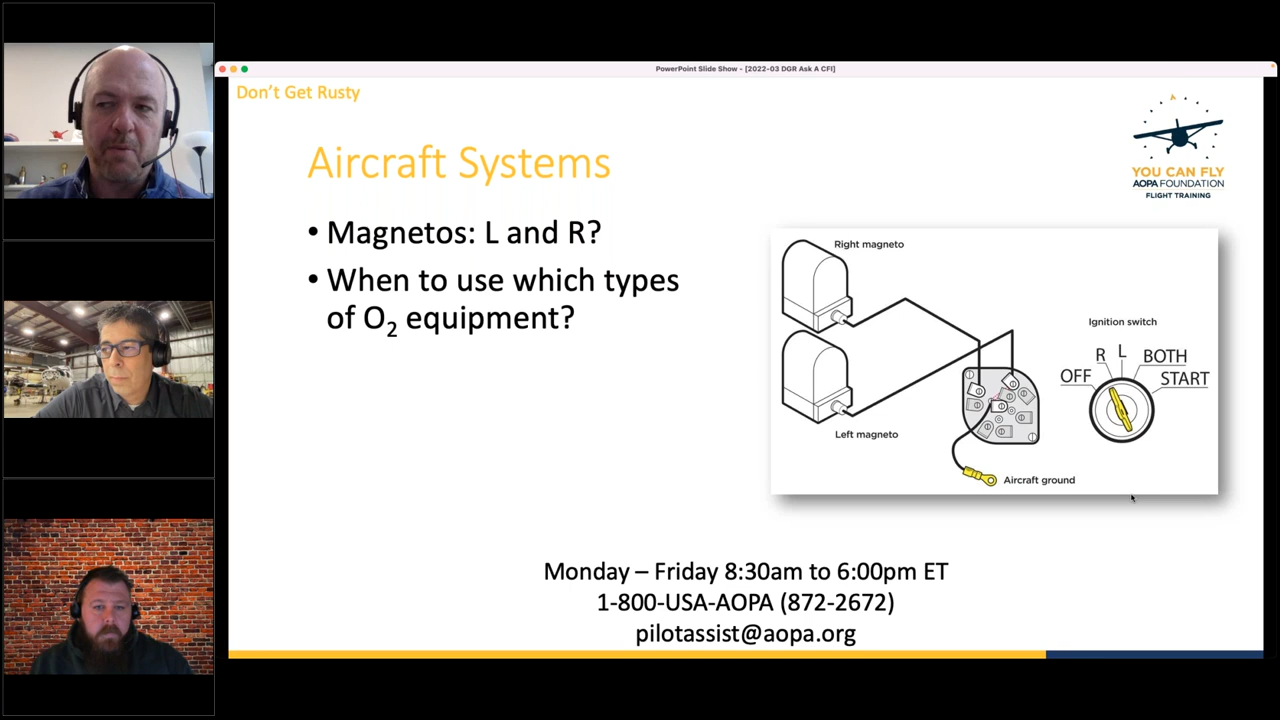 PowerPoint Slide Show - [2022-03 DGR Ask A CFI]
Don't Get Rusty
YOU CAN FLY
AOPA FOUNDATION
FLIGHT TRAINING
Aircraft Systems
• Magnetos: L and R?
• When to use which types
of O₂ equipment?
Right magneto
Left magneto
Aircraft ground
Ignition switch
OFF
R
L
BOTH
START
Monday – Friday 8:30am to 6:00pm ET
1-800-USA-AOPA (872-2672)
pilotassist@aopa.org